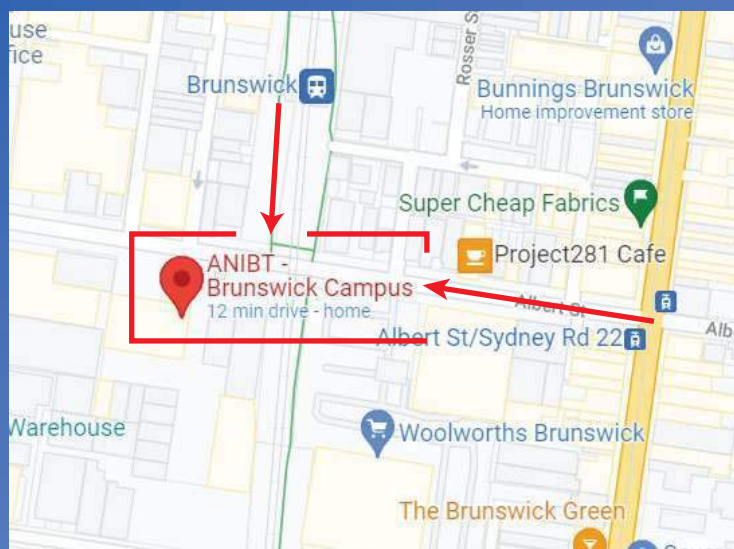 use
fice
Brunswick
Rosser S
Bunnings Brunswick
Home improvement store
Super Cheap Fabrics
Project281 Cafe
ANIBT -
Brunswick Campus
12 min drive - home
Albert St
Alb
Albert St/Sydney Rd 22
Warehouse
Woolworths Brunswick
The Brunswick Green